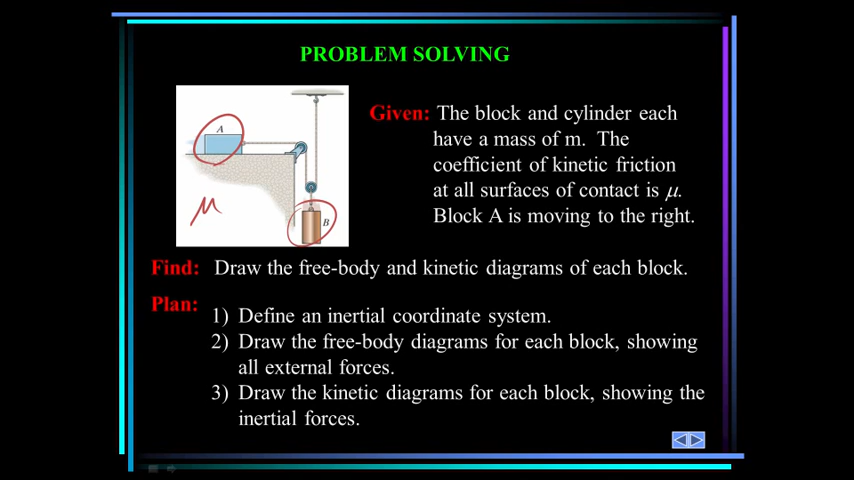 PROBLEM SOLVING
A
B
μ
Given: The block and cylinder each
have a mass of m. The
coefficient of kinetic friction
at all surfaces of contact is μ.
Block A is moving to the right.
Find: Draw the free-body and kinetic diagrams of each block.
Plan:
1) Define an inertial coordinate system.
2) Draw the free-body diagrams for each block, showing
all external forces.
3) Draw the kinetic diagrams for each block, showing the
inertial forces.